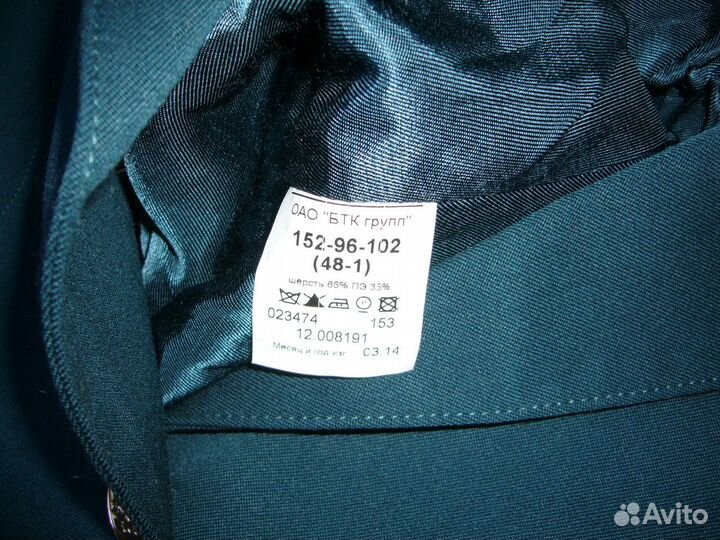 ОАО "БТК групп"
152-96-102
(48-1)
шерсть 65% ПЭ 35%
023474 153
12.008191
Месяц и год изг. 03.14
Avito